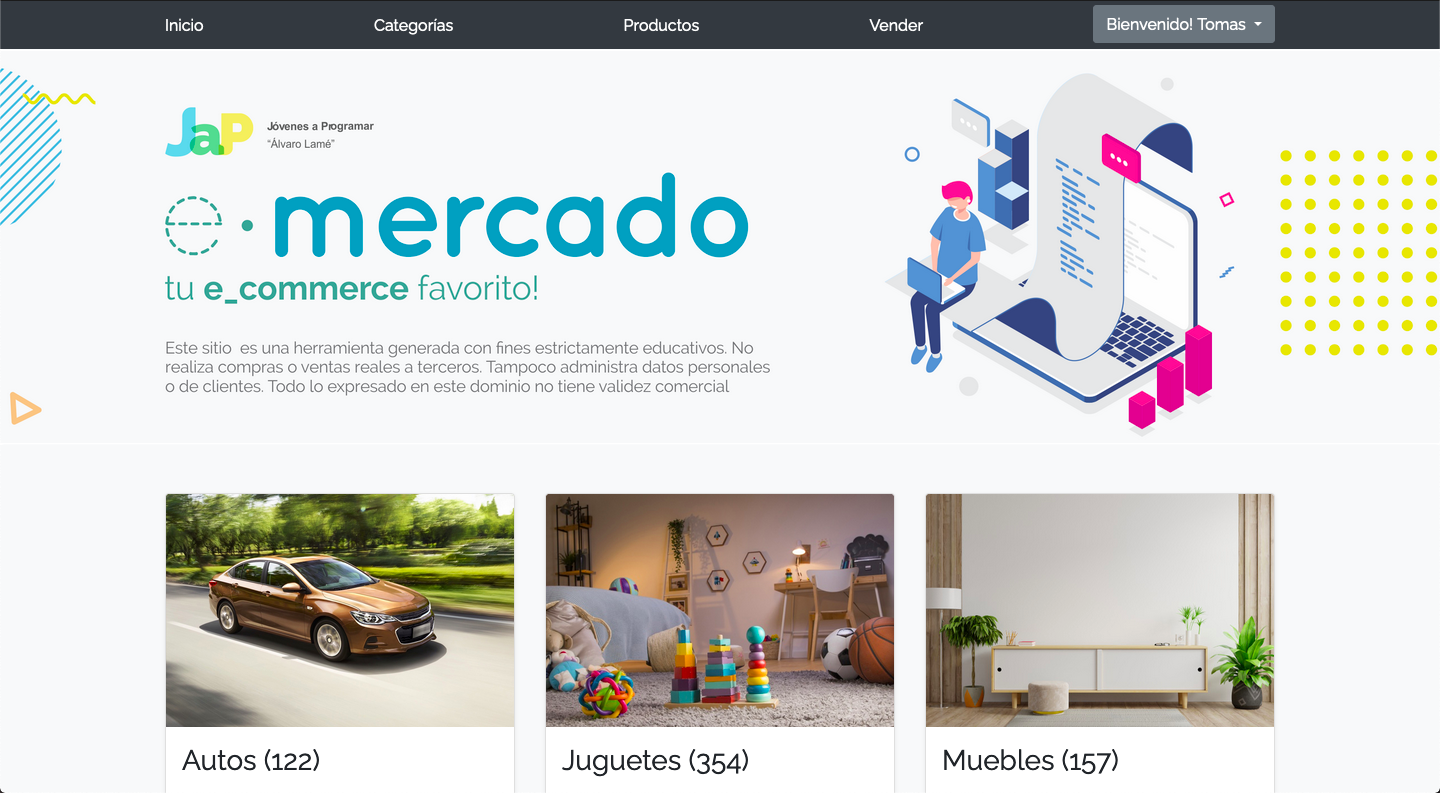 Inicio
Categorías
Productos
Vender
Bienvenido! Tomas
JaP
Jóvenes a Programar
“Álvaro Lamé”
e · mercado
tu e_commerce favorito!
Este sitio es una herramienta generada con fines estrictamente educativos. No
realiza compras o ventas reales a terceros. Tampoco administra datos personales
o de clientes. Todo lo expresado en este dominio no tiene validez comercial
Autos (122)
Juguetes (354)
Muebles (157)